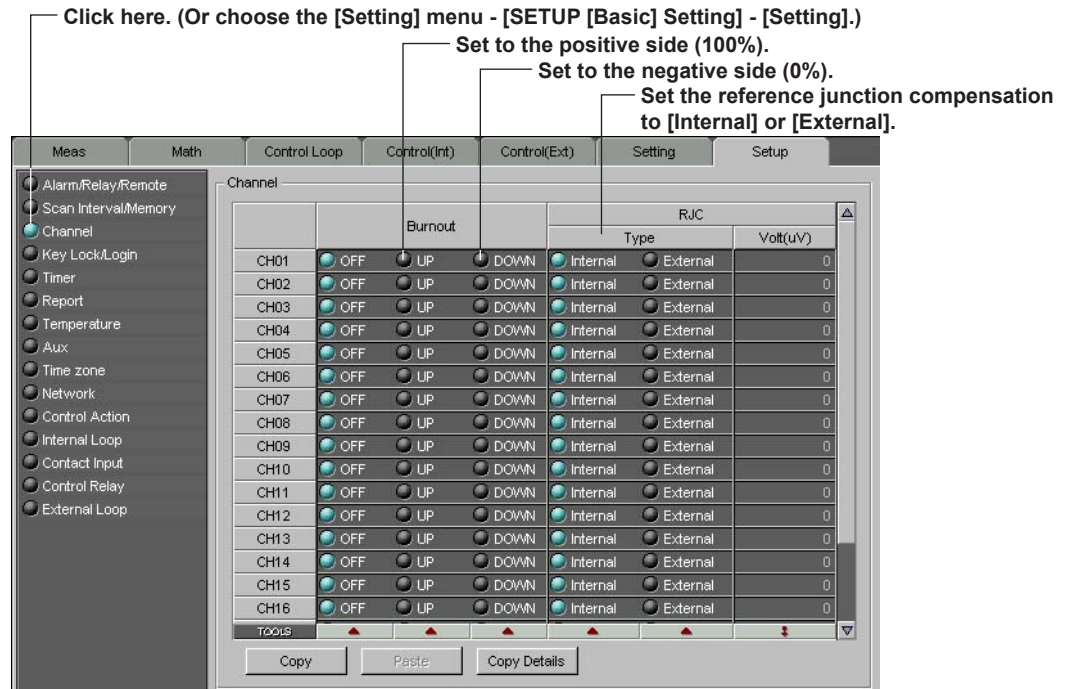 Click here. (Or choose the [Setting] menu - [SETUP [Basic] Setting] - [Setting].)
Set to the positive side (100%).
Set to the negative side (0%).
Set the reference junction compensation
to [Internal] or [External].
Meas Math Control Loop Control(Int) Control(Ext) Setting Setup
Alarm/Relay/Remote
Scan Interval/Memory
Channel
Key Lock/Login
Timer
Report
Temperature
Aux
Time zone
Network
Control Action
Internal Loop
Contact Input
Control Relay
External Loop
Channel
Burnout RJC
Type Volt(uV)
CH01 OFF UP DOWN Internal External 0
CH02 OFF UP DOWN Internal External 0
CH03 OFF UP DOWN Internal External 0
CH04 OFF UP DOWN Internal External 0
CH05 OFF UP DOWN Internal External 0
CH06 OFF UP DOWN Internal External 0
CH07 OFF UP DOWN Internal External 0
CH08 OFF UP DOWN Internal External 0
CH09 OFF UP DOWN Internal External 0
CH10 OFF UP DOWN Internal External 0
CH11 OFF UP DOWN Internal External 0
CH12 OFF UP DOWN Internal External 0
CH13 OFF UP DOWN Internal External 0
CH14 OFF UP DOWN Internal External 0
CH15 OFF UP DOWN Internal External 0
CH16 OFF UP DOWN Internal External 0
TOOLS
Copy Paste Copy Details